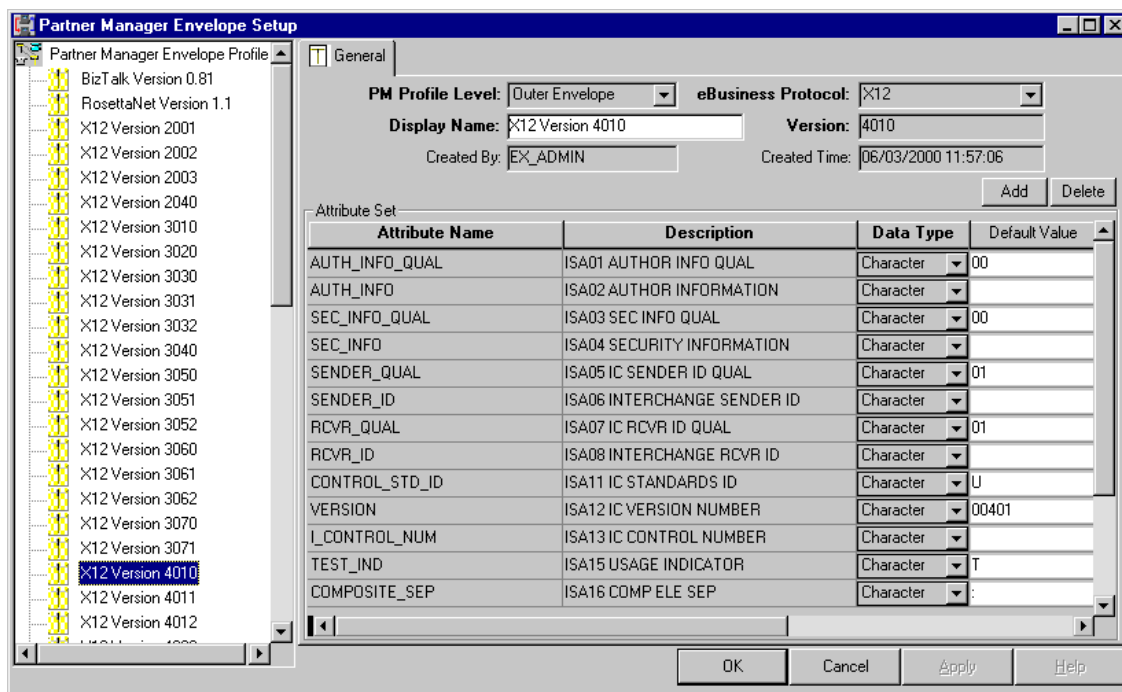 Partner Manager Envelope Setup
Partner Manager Envelope Profile
BizTalk Version 0.81
RosettaNet Version 1.1
X12 Version 2001
X12 Version 2002
X12 Version 2003
X12 Version 2040
X12 Version 3010
X12 Version 3020
X12 Version 3030
X12 Version 3031
X12 Version 3032
X12 Version 3040
X12 Version 3050
X12 Version 3051
X12 Version 3052
X12 Version 3060
X12 Version 3061
X12 Version 3062
X12 Version 3070
X12 Version 3071
X12 Version 4010
X12 Version 4011
X12 Version 4012
General
PM Profile Level: Outer Envelope eBusiness Protocol: X12
Display Name: X12 Version 4010 Version: 4010
Created By: EX_ADMIN Created Time: 06/03/2000 11:57:06
Add Delete
Attribute Set
Attribute Name Description Data Type Default Value
AUTH_INFO_QUAL ISA01 AUTHOR INFO QUAL Character 00
AUTH_INFO ISA02 AUTHOR INFORMATION Character
SEC_INFO_QUAL ISA03 SEC INFO QUAL Character 00
SEC_INFO ISA04 SECURITY INFORMATION Character
SENDER_QUAL ISA05 IC SENDER ID QUAL Character 01
SENDER_ID ISA06 INTERCHANGE SENDER ID Character
RCVR_QUAL ISA07 IC RCVR ID QUAL Character 01
RCVR_ID ISA08 INTERCHANGE RCVR ID Character
CONTROL_STD_ID ISA11 IC STANDARDS ID Character U
VERSION ISA12 IC VERSION NUMBER Character 00401
I_CONTROL_NUM ISA13 IC CONTROL NUMBER Character
TEST_IND ISA15 USAGE INDICATOR Character T
COMPOSITE_SEP ISA16 COMP ELE SEP Character :
OK Cancel Apply Help